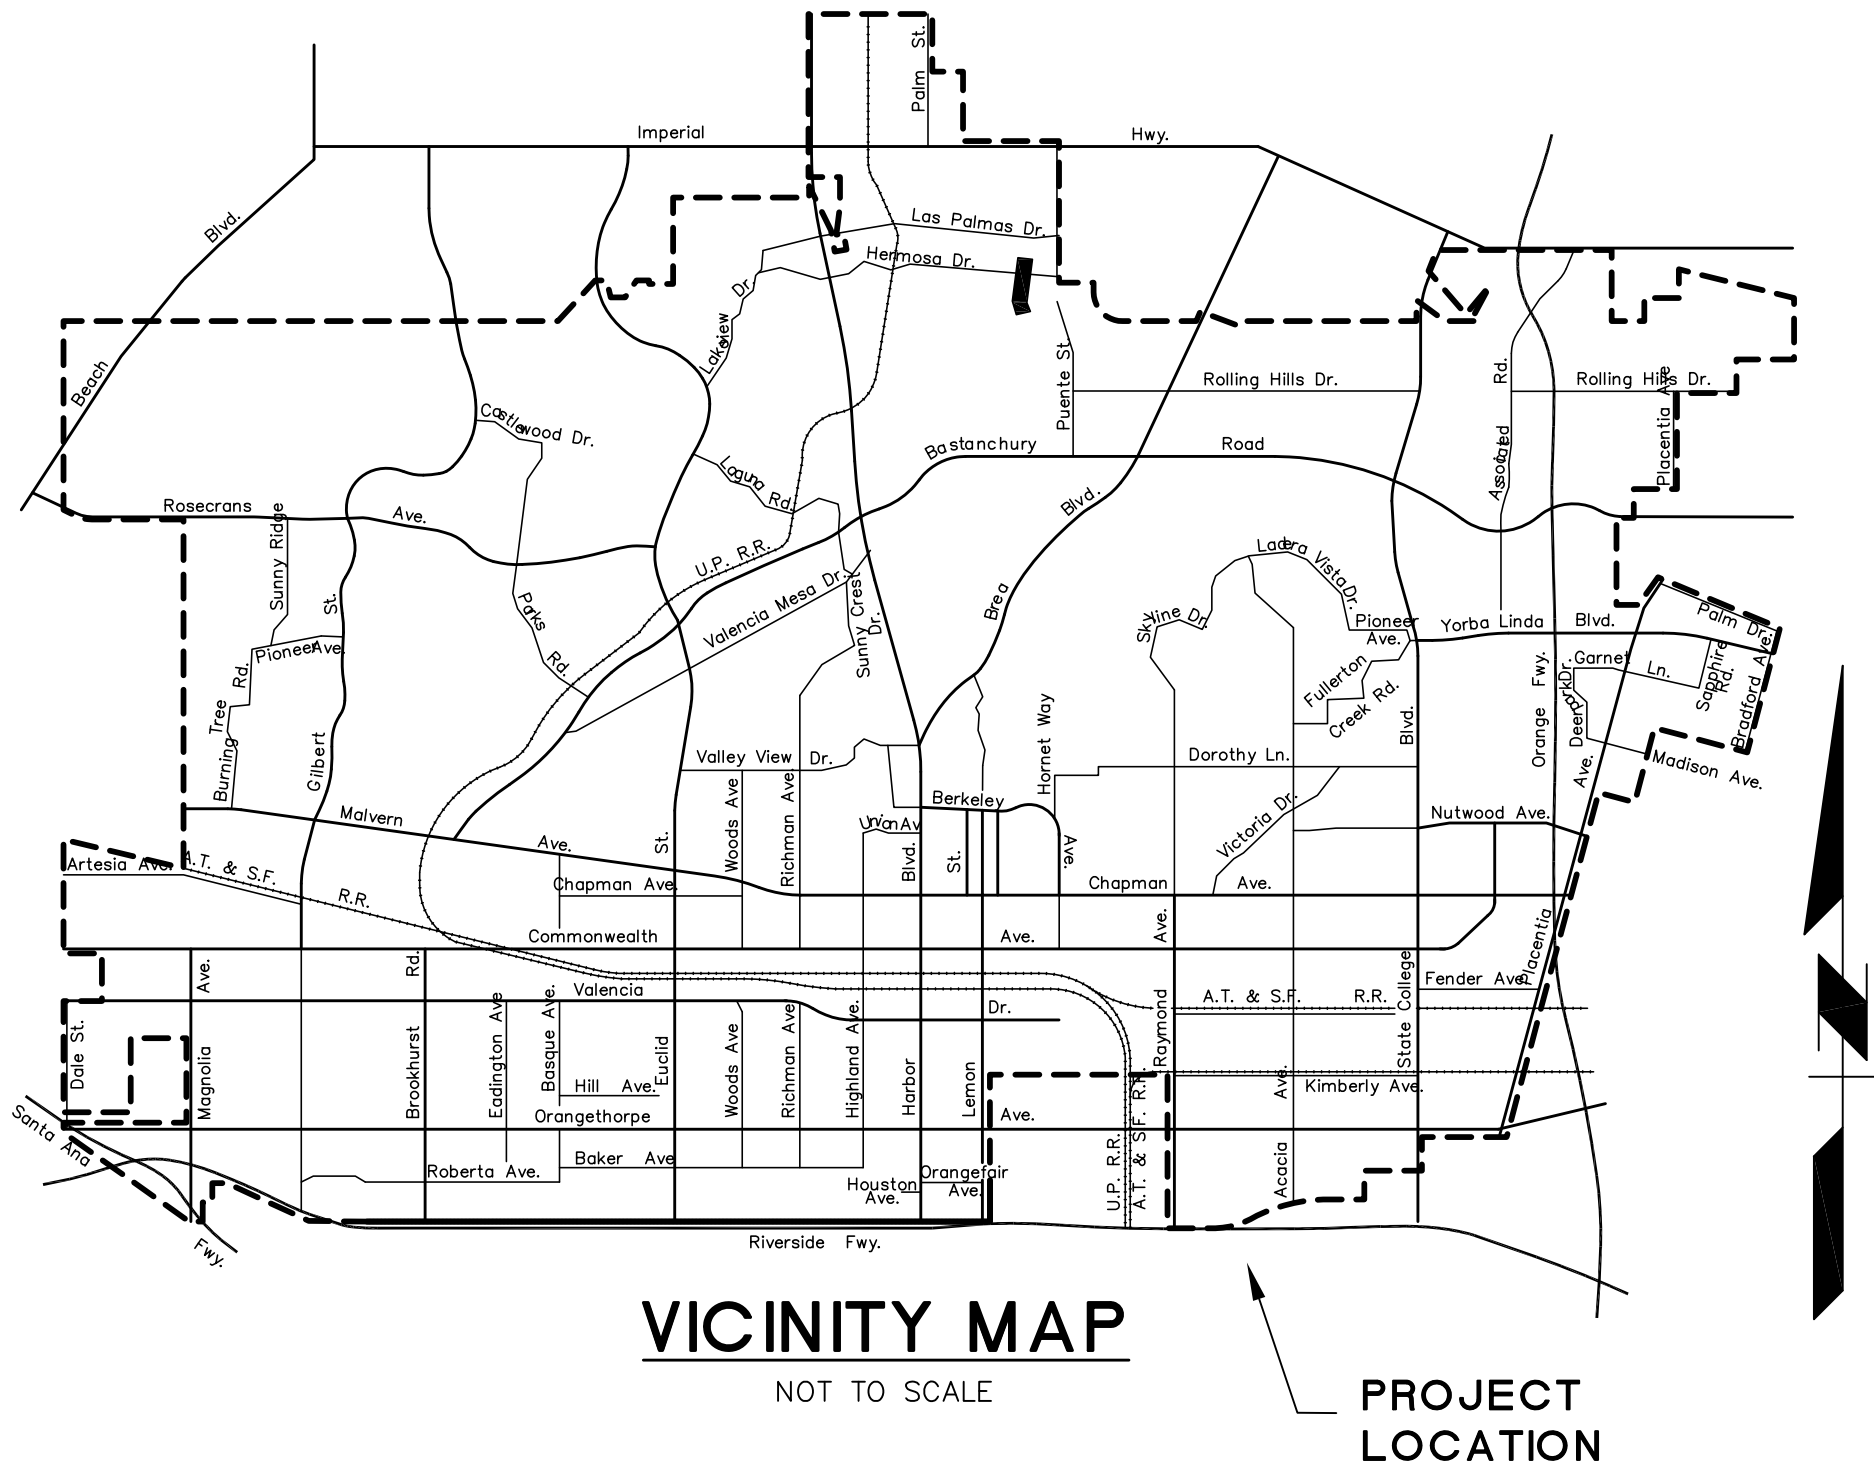 Palm St.
Imperial
Hwy.
Blvd.
Las Palmas Dr.
Hermosa Dr.
Lakeview Dr.
Beach
Puente St.
Rolling Hills Dr.
Rd.
Rolling Hills Dr.
Placentia Ave
Castlewood Dr.
Bastanchury
Road
Associated
Laguna Rd.
Blvd.
Rosecrans
Ave.
Sunny Ridge
U.P. R.R.
Ladera Vista Dr.
Valencia Mesa Dr.
Sunny Crest Dr.
Brea
St.
Parks
Rd.
Skyline Dr.
Pioneer Ave.
Yorba Linda
Blvd.
Palm Dr.
Pioneer Ave.
Fullerton
Creek Rd.
Orange Fwy.
Garnet
Ln.
Sapphire Rd.
Bradford Ave.
Deerpark Dr.
Burning Tree Rd.
Gilbert
Hornet Way
Blvd.
Valley View Dr.
Dorothy Ln.
Ave.
Madison Ave.
Malvern
Ave.
St.
Woods Ave
Richman Ave.
Berkeley
Ave.
Union Av
Blvd.
St.
Victoria Dr.
Nutwood Ave.
Artesia Ave.
A.T. & S.F.
R.R.
Chapman Ave.
Chapman
Ave.
Commonwealth
Ave.
Ave.
Placentia
Ave.
Rd.
Valencia
Dr.
A.T. & S.F.
R.R.
Fender Ave.
Dale St.
Magnolia
Brookhurst
Eadington Ave
Basque Ave.
Euclid
Woods Ave
Richman Ave.
Highland Ave.
Harbor
Lemon
Raymond
State College
Hill Ave.
Kimberly Ave.
Ave.
Acacia
Orangethorpe
Ave.
Santa Ana
Fwy.
Roberta Ave.
Baker Ave
Houston Ave.
Orangefair Ave.
U.P. R.R.
A.T. & S.F. R.R.
Riverside Fwy.
VICINITY MAP
NOT TO SCALE
PROJECT
LOCATION